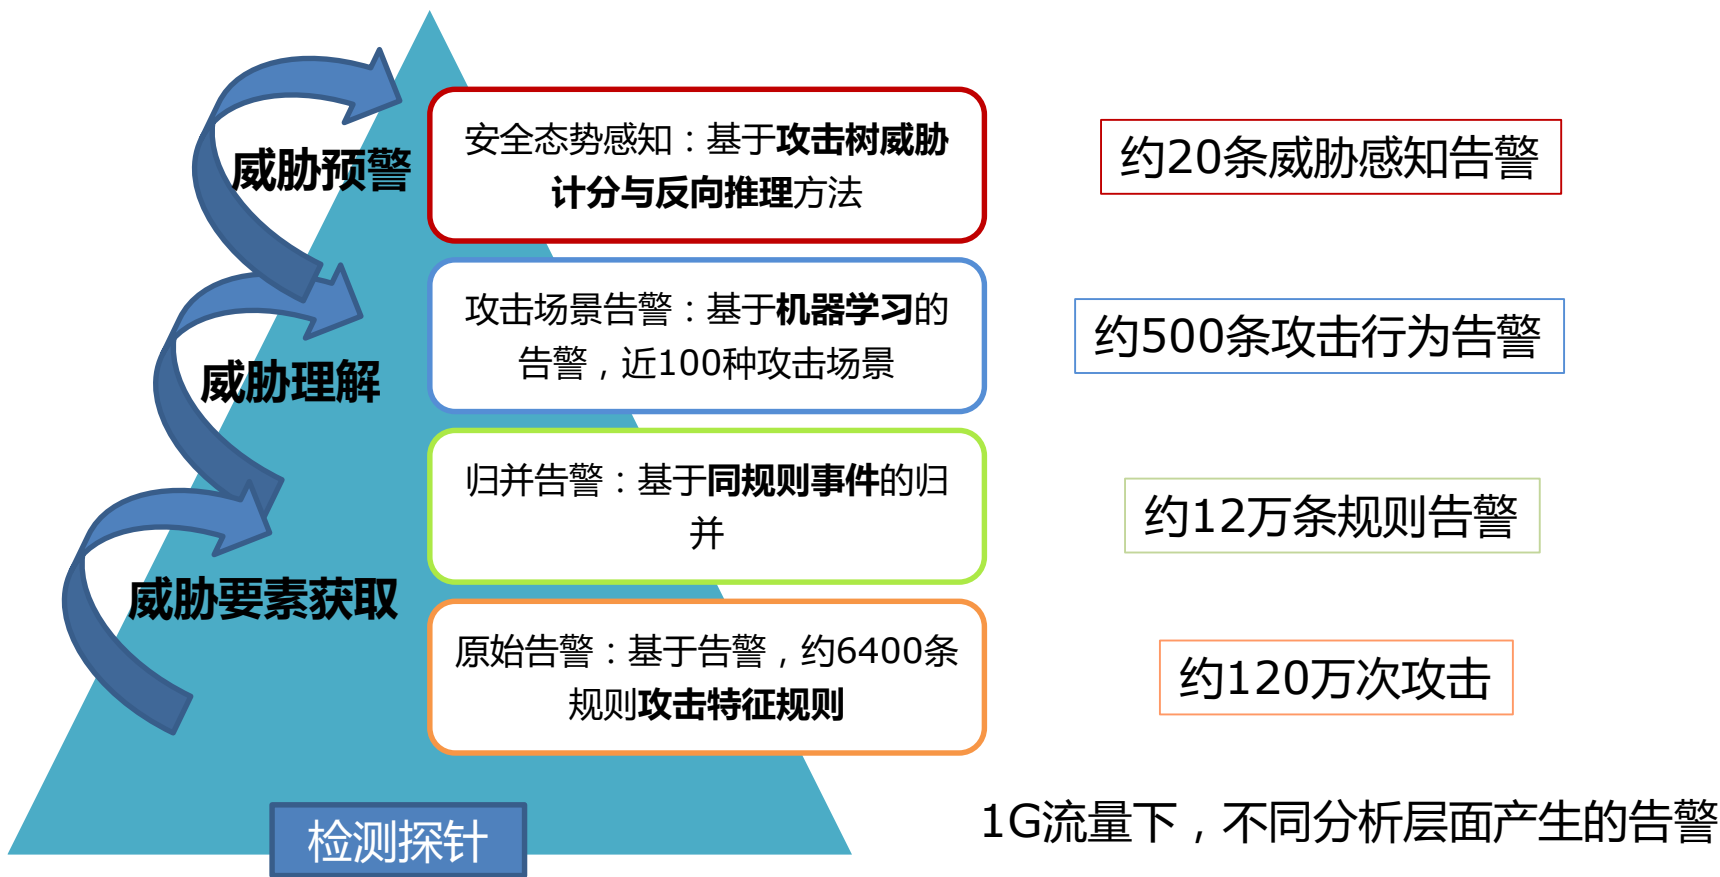 威胁预警
安全态势感知：基于攻击树威胁
计分与反向推理方法
约20条威胁感知告警
威胁理解
攻击场景告警：基于机器学习的
告警，近100种攻击场景
约500条攻击行为告警
归并告警：基于同规则事件的归
并
约12万条规则告警
威胁要素获取
原始告警：基于告警，约6400条
规则攻击特征规则
约120万次攻击
检测探针
1G流量下，不同分析层面产生的告警